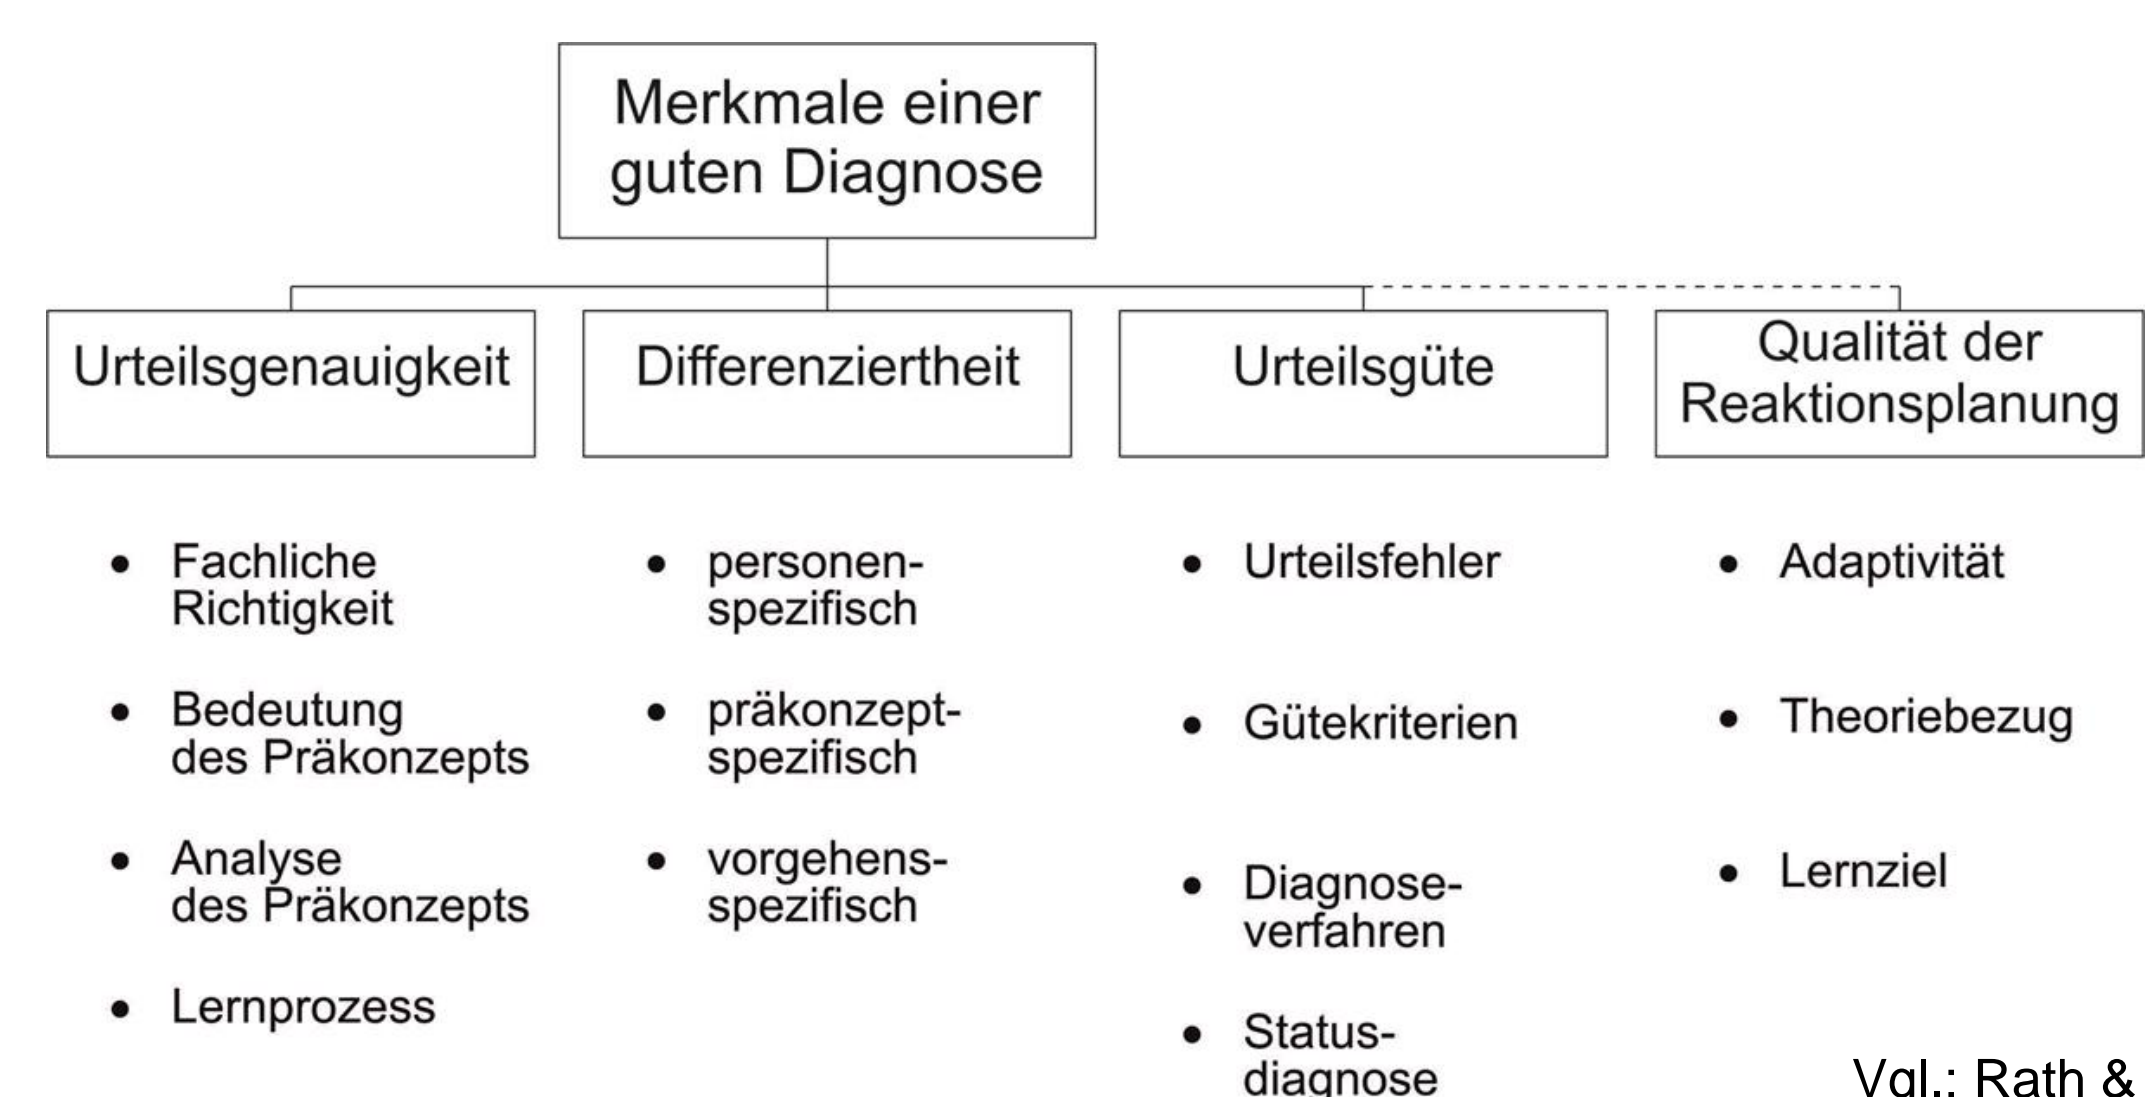 Merkmale einer
guten Diagnose
Urteilsgenauigkeit
Differenziertheit
Urteilsgüte
Qualität der
Reaktionsplanung
• Fachliche
Richtigkeit
• Bedeutung
des Präkonzepts
• Analyse
des Präkonzepts
• Lernprozess
• personen-
spezifisch
• präkonzept-
spezifisch
• vorgehens-
spezifisch
• Urteilsfehler
• Gütekriterien
• Diagnose-
verfahren
• Status-
diagnose
• Adaptivität
• Theoriebezug
• Lernziel
Vgl.: Rath &